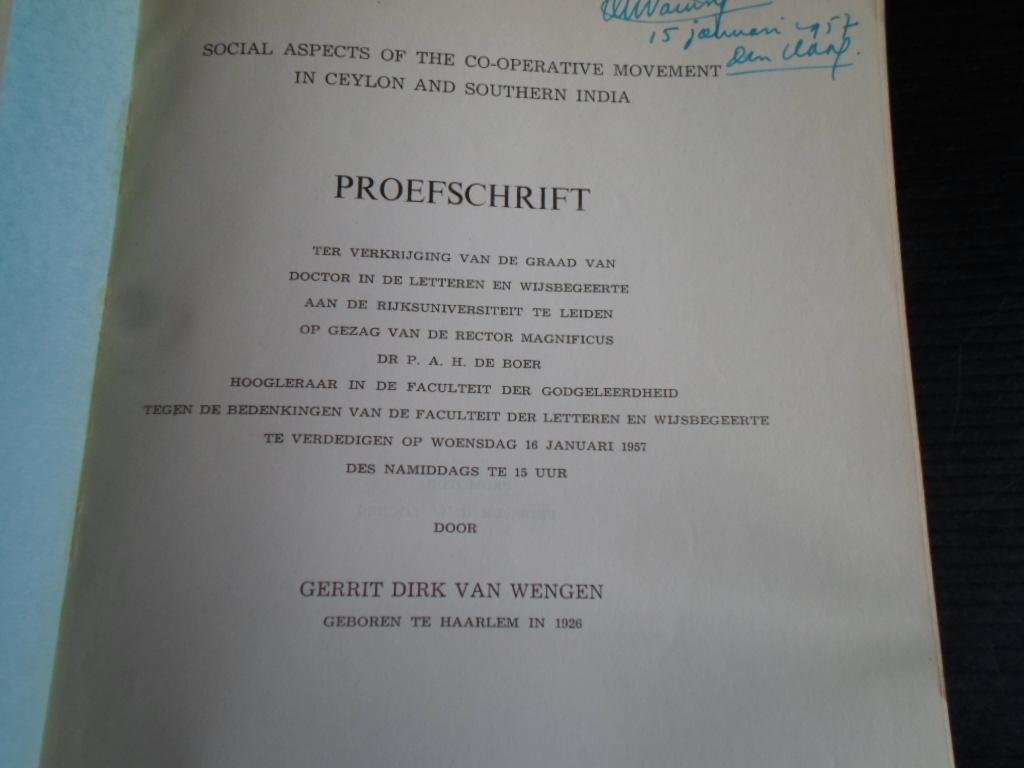 15 januari 1957
Den Haag.
SOCIAL ASPECTS OF THE CO-OPERATIVE MOVEMENT
IN CEYLON AND SOUTHERN INDIA
PROEFSCHRIFT
TER VERKRIJGING VAN DE GRAAD VAN
DOCTOR IN DE LETTEREN EN WIJSBEGEERTE
AAN DE RIJKSUNIVERSITEIT TE LEIDEN
OP GEZAG VAN DE RECTOR MAGNIFICUS
DR P. A. H. DE BOER
HOOGLERAAR IN DE FACULTEIT DER GODGELEERDHEID
TEGEN DE BEDENKINGEN VAN DE FACULTEIT DER LETTEREN EN WIJSBEGEERTE
TE VERDEDIGEN OP WOENSDAG 16 JANUARI 1957
DES NAMIDDAGS TE 15 UUR
DOOR
GERRIT DIRK VAN WENGEN
GEBOREN TE HAARLEM IN 1926